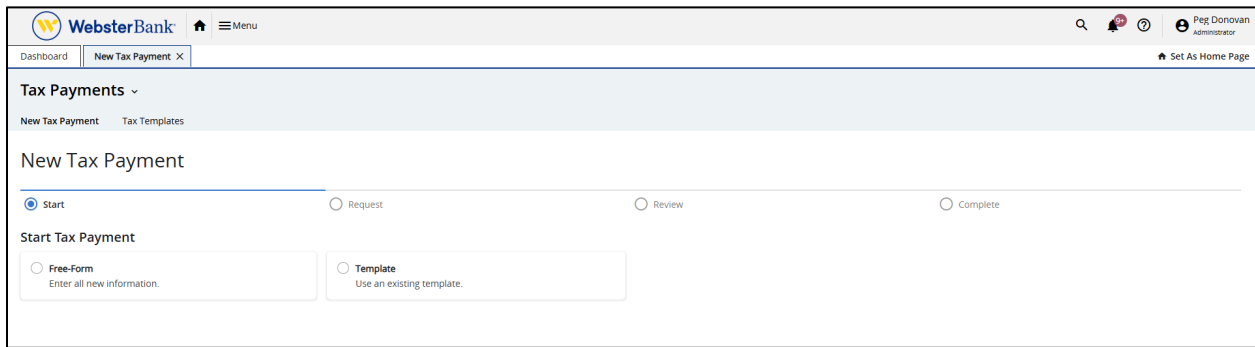 WebsterBank Menu 9+ Peg Donovan
Administrator
Dashboard New Tax Payment Set As Home Page
Tax Payments
New Tax Payment Tax Templates
New Tax Payment
Start Request Review Complete
Start Tax Payment
Free-Form Template
Enter all new information. Use an existing template.